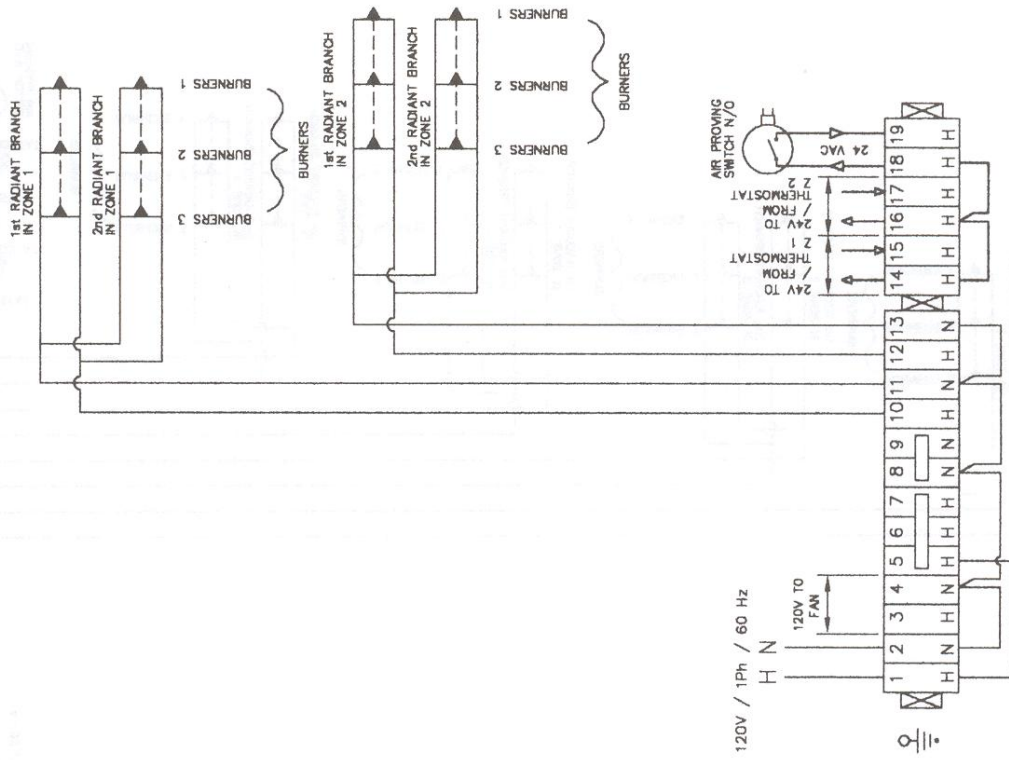 1st RADIANT BRANCH
IN ZONE 1
2nd RADIANT BRANCH
IN ZONE 1
BURNERS 1
BURNERS 2
BURNERS 3
BURNERS
1st RADIANT BRANCH
IN ZONE 2
2nd RADIANT BRANCH
IN ZONE 2
BURNERS 1
BURNERS 2
BURNERS 3
BURNERS
AIR PROVING
SWITCH N/O
24 VAC
24V TO
/ FROM
THERMOSTAT
Z 2
24V TO
/ FROM
THERMOSTAT
Z 1
120V TO
FAN
120V / 1Ph / 60 Hz
H N
1 2 3 4 5 6 7 8 9 10 11 12 13 14 15 16 17 18 19
H N H N H H H N N H N H N H H H H H H